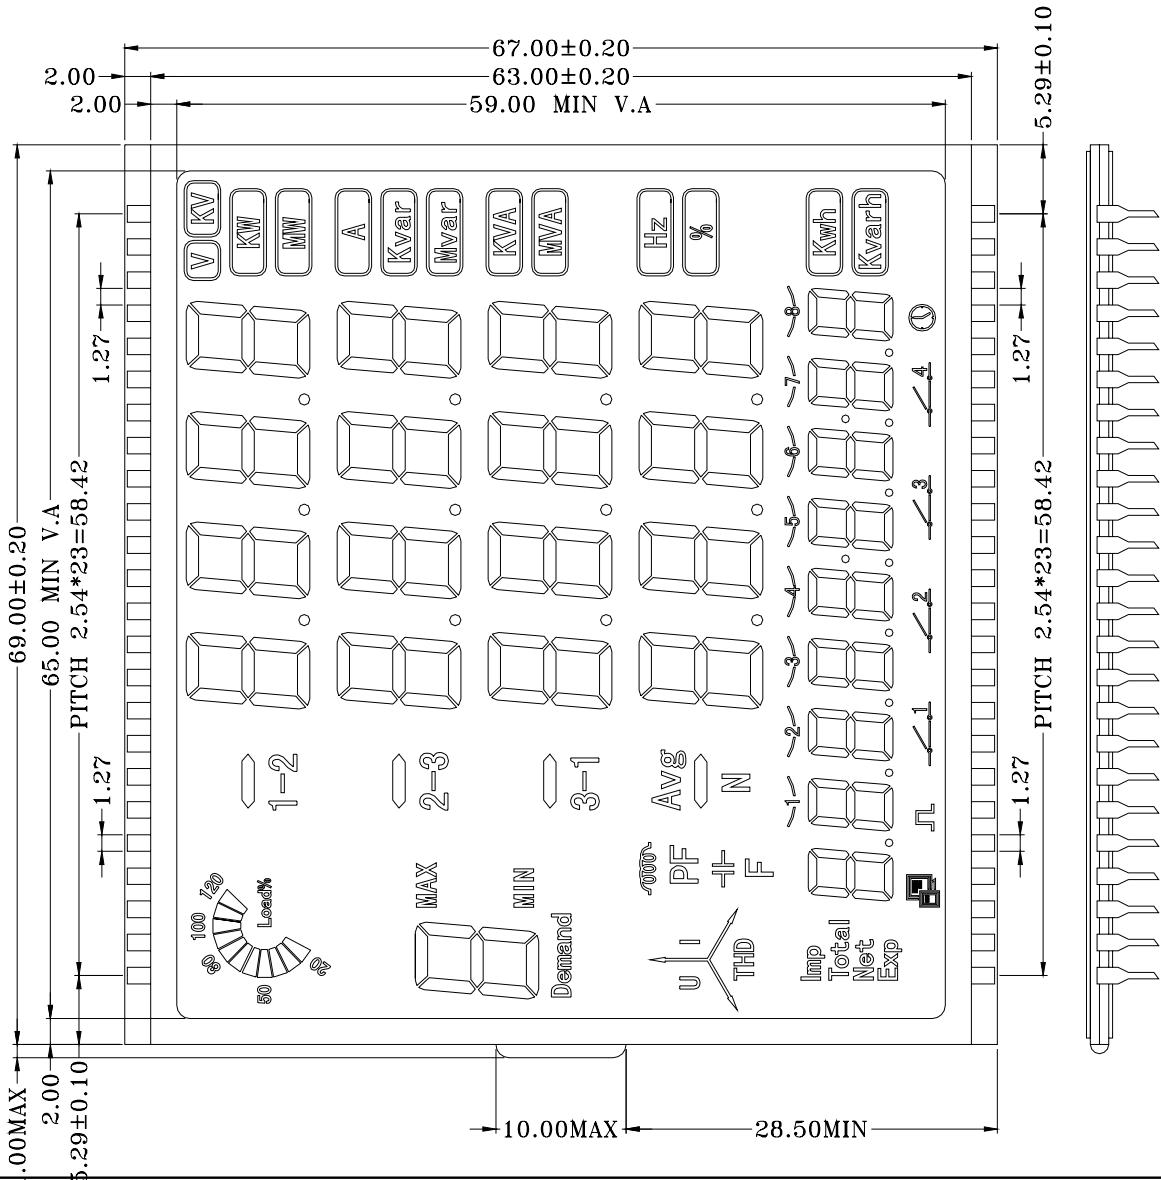 67.00±0.20
2.00
63.00±0.20
2.00
59.00 MIN V.A
5.29±0.10
69.00±0.20
65.00 MIN V.A
PITCH 2.54*23=58.42
1.27
1.27
V
KV
KW
MW
A
Kvar
Mvar
KVA
MVA
Hz
%
Kwh
Kvarh
1-2
2-3
3-1
Avg
N
8
7
6
5
4
3
2
1
4
3
2
1
120
100
80
50
20
Load%
MAX
MIN
Demand
PF
F
U
I
THD
Imp
Total
Net
Exp
1.27
PITCH 2.54*23=58.42
1.27
.00MAX
2.00
5.29±0.10
10.00MAX
28.50MIN